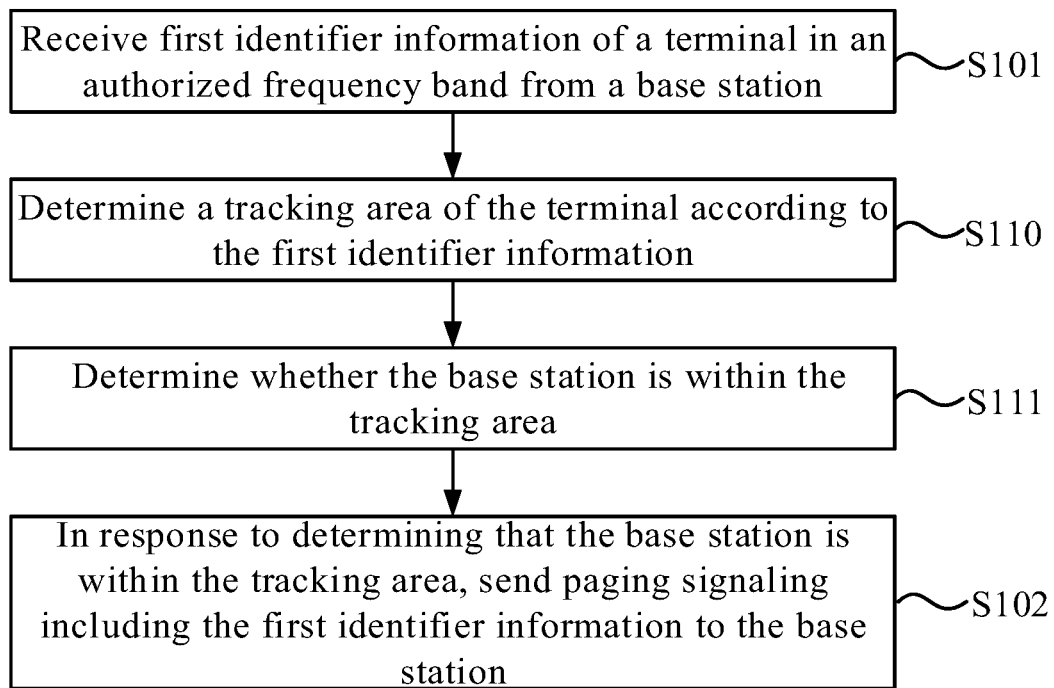 Receive first identifier information of a terminal in an
authorized frequency band from a base station
S101
Determine a tracking area of the terminal according to
the first identifier information
S110
Determine whether the base station is within the
tracking area
S111
In response to determining that the base station is
within the tracking area, send paging signaling
including the first identifier information to the base
station
S102